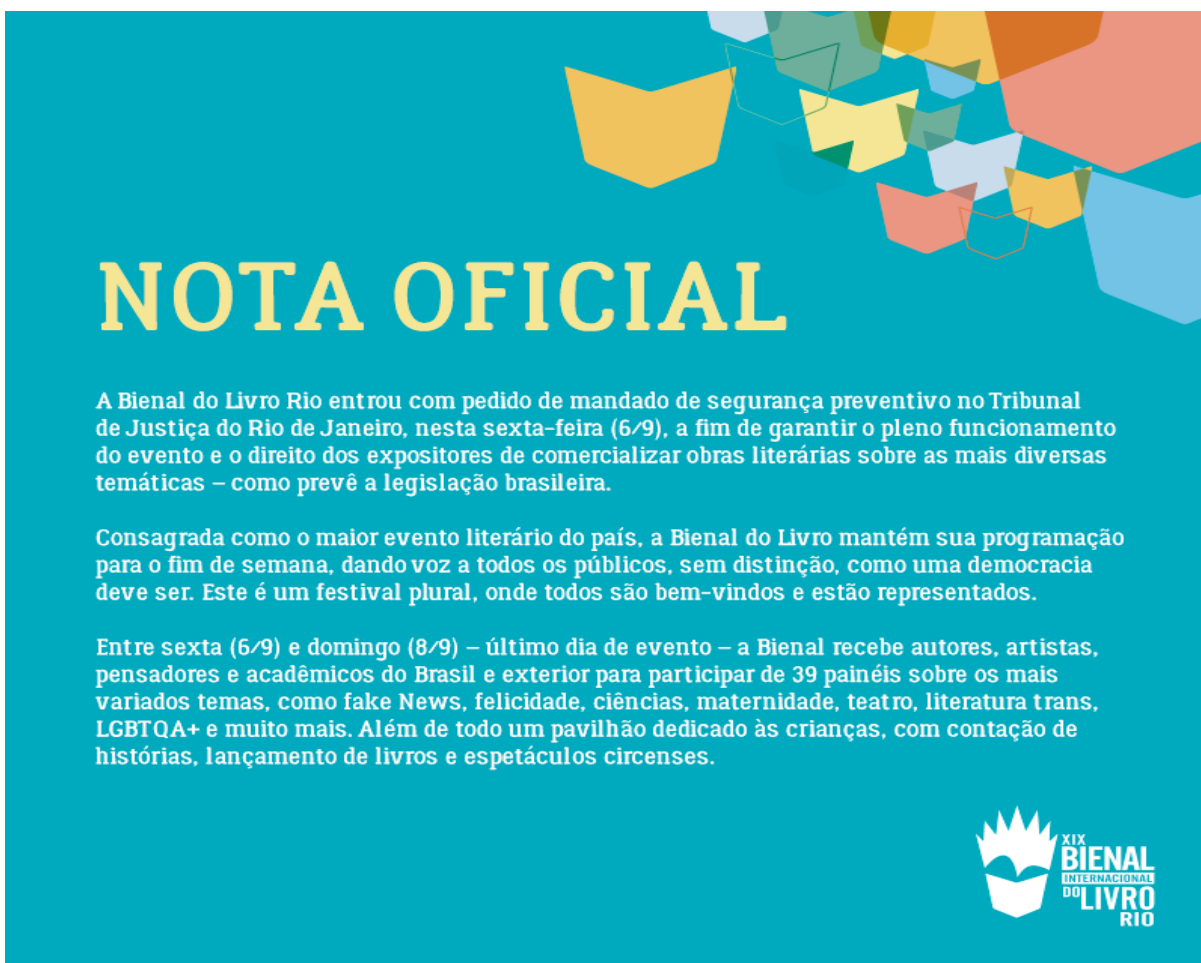 NOTA OFICIAL
A Bienal do Livro Rio entrou com pedido de mandado de segurança preventivo no Tribunal
de Justiça do Rio de Janeiro, nesta sexta-feira (6/9), a fim de garantir o pleno funcionamento
do evento e o direito dos expositores de comercializar obras literárias sobre as mais diversas
temáticas – como prevê a legislação brasileira.
Consagrada como o maior evento literário do país, a Bienal do Livro mantém sua programação
para o fim de semana, dando voz a todos os públicos, sem distinção, como uma democracia
deve ser. Este é um festival plural, onde todos são bem-vindos e estão representados.
Entre sexta (6/9) e domingo (8/9) – último dia de evento – a Bienal recebe autores, artistas,
pensadores e acadêmicos do Brasil e exterior para participar de 39 painéis sobre os mais
variados temas, como fake News, felicidade, ciências, maternidade, teatro, literatura trans,
LGBTQA+ e muito mais. Além de todo um pavilhão dedicado às crianças, com contação de
histórias, lançamento de livros e espetáculos circenses.
XIX
BIENAL
INTERNACIONAL
DO LIVRO
RIO